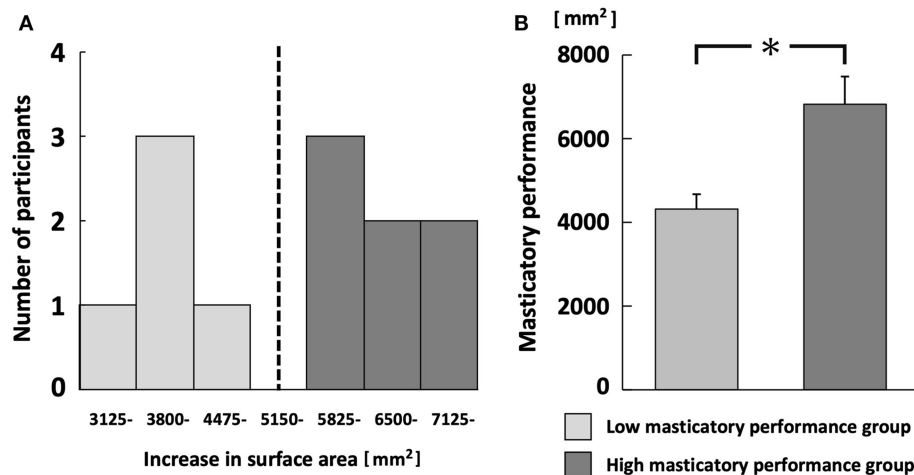 A
Number of participants
4
3
2
1
0
3125- 3800- 4475- 5150- 5825- 6500- 7125-
Increase in surface area [mm²]
B
[mm²]
Masticatory performance
8000
6000
4000
2000
0
*
Low masticatory performance group
High masticatory performance group